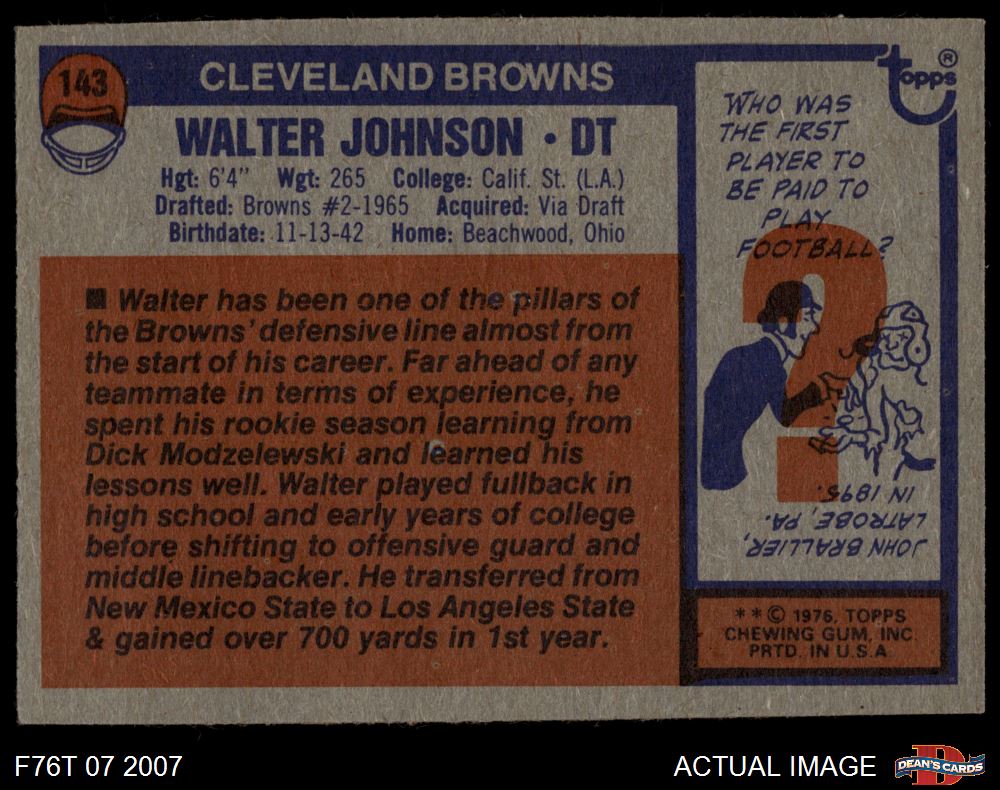 143
CLEVELAND BROWNS
WALTER JOHNSON • DT
Hgt: 6'4" Wgt: 265 College: Calif. St. (L.A.)
Drafted: Browns #2-1965 Acquired: Via Draft
Birthdate: 11-13-42 Home: Beachwood, Ohio
■ Walter has been one of the pillars of
the Browns' defensive line almost from
the start of his career. Far ahead of any
teammate in terms of experience, he
spent his rookie season learning from
Dick Modzelewski and learned his
lessons well. Walter played fullback in
high school and early years of college
before shifting to offensive guard and
middle linebacker. He transferred from
New Mexico State to Los Angeles State
& gained over 700 yards in 1st year.
topps®
WHO WAS
THE FIRST
PLAYER TO
BE PAID TO
PLAY
FOOTBALL?
?
JOHN BRALLIER,
LATROBE, PA.
IN 1895.
**© 1976, TOPPS
CHEWING GUM, INC.
PRTD. IN U.S.A.
F76T 07 2007
ACTUAL IMAGE
DEAN'S CARDS